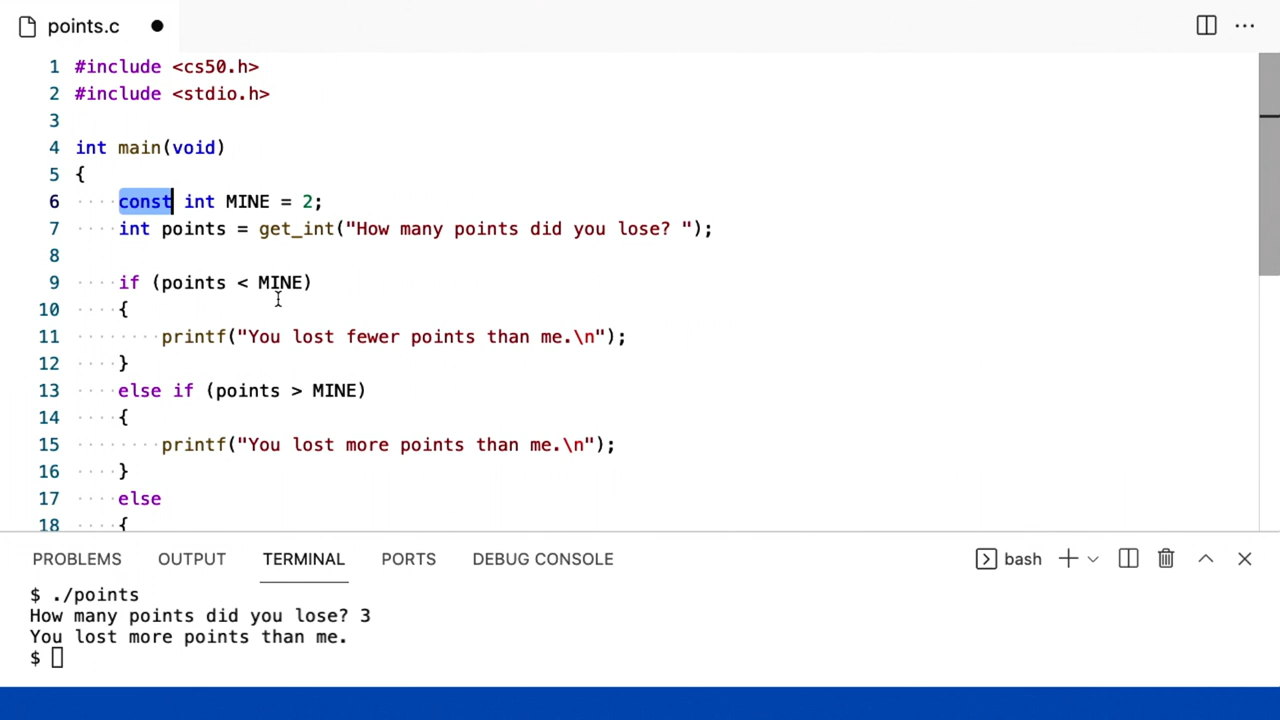 points.c
1 #include <cs50.h>
2 #include <stdio.h>
3
4 int main(void)
5 {
6 const int MINE = 2;
7 int points = get_int("How many points did you lose? ");
8
9 if (points < MINE)
10 {
11 printf("You lost fewer points than me.\n");
12 }
13 else if (points > MINE)
14 {
15 printf("You lost more points than me.\n");
16 }
17 else
18 {
PROBLEMS OUTPUT TERMINAL PORTS DEBUG CONSOLE bash
$ ./points
How many points did you lose? 3
You lost more points than me.
$